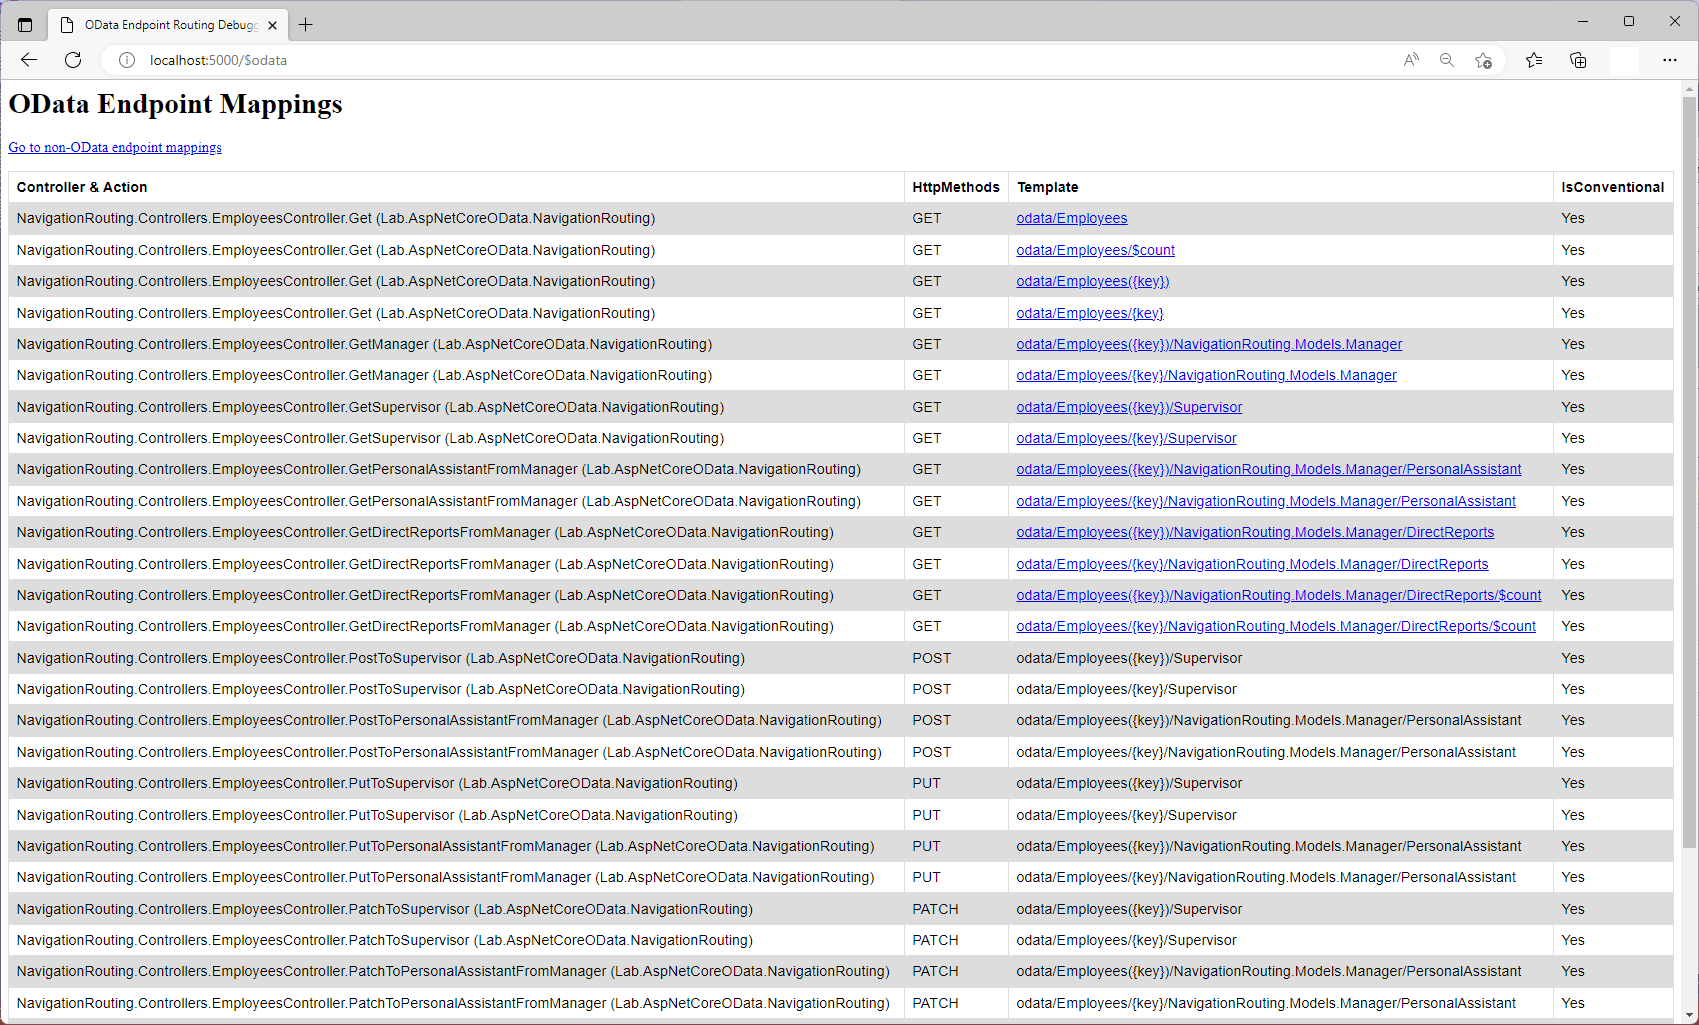 OData Endpoint Routing Debugg
localhost:5000/$odata
OData Endpoint Mappings
Go to non-OData endpoint mappings
Controller & Action HttpMethods Template IsConventional
NavigationRouting.Controllers.EmployeesController.Get (Lab.AspNetCoreOData.NavigationRouting) GET odata/Employees Yes
NavigationRouting.Controllers.EmployeesController.Get (Lab.AspNetCoreOData.NavigationRouting) GET odata/Employees/$count Yes
NavigationRouting.Controllers.EmployeesController.Get (Lab.AspNetCoreOData.NavigationRouting) GET odata/Employees({key}) Yes
NavigationRouting.Controllers.EmployeesController.Get (Lab.AspNetCoreOData.NavigationRouting) GET odata/Employees/{key} Yes
NavigationRouting.Controllers.EmployeesController.GetManager (Lab.AspNetCoreOData.NavigationRouting) GET odata/Employees({key})/NavigationRouting.Models.Manager Yes
NavigationRouting.Controllers.EmployeesController.GetManager (Lab.AspNetCoreOData.NavigationRouting) GET odata/Employees/{key}/NavigationRouting.Models.Manager Yes
NavigationRouting.Controllers.EmployeesController.GetSupervisor (Lab.AspNetCoreOData.NavigationRouting) GET odata/Employees({key})/Supervisor Yes
NavigationRouting.Controllers.EmployeesController.GetSupervisor (Lab.AspNetCoreOData.NavigationRouting) GET odata/Employees/{key}/Supervisor Yes
NavigationRouting.Controllers.EmployeesController.GetPersonalAssistantFromManager (Lab.AspNetCoreOData.NavigationRouting) GET odata/Employees({key})/NavigationRouting.Models.Manager/PersonalAssistant Yes
NavigationRouting.Controllers.EmployeesController.GetPersonalAssistantFromManager (Lab.AspNetCoreOData.NavigationRouting) GET odata/Employees/{key}/NavigationRouting.Models.Manager/PersonalAssistant Yes
NavigationRouting.Controllers.EmployeesController.GetDirectReportsFromManager (Lab.AspNetCoreOData.NavigationRouting) GET odata/Employees({key})/NavigationRouting.Models.Manager/DirectReports Yes
NavigationRouting.Controllers.EmployeesController.GetDirectReportsFromManager (Lab.AspNetCoreOData.NavigationRouting) GET odata/Employees/{key}/NavigationRouting.Models.Manager/DirectReports Yes
NavigationRouting.Controllers.EmployeesController.GetDirectReportsFromManager (Lab.AspNetCoreOData.NavigationRouting) GET odata/Employees({key})/NavigationRouting.Models.Manager/DirectReports/$count Yes
NavigationRouting.Controllers.EmployeesController.GetDirectReportsFromManager (Lab.AspNetCoreOData.NavigationRouting) GET odata/Employees/{key}/NavigationRouting.Models.Manager/DirectReports/$count Yes
NavigationRouting.Controllers.EmployeesController.PostToSupervisor (Lab.AspNetCoreOData.NavigationRouting) POST odata/Employees({key})/Supervisor Yes
NavigationRouting.Controllers.EmployeesController.PostToSupervisor (Lab.AspNetCoreOData.NavigationRouting) POST odata/Employees/{key}/Supervisor Yes
NavigationRouting.Controllers.EmployeesController.PostToPersonalAssistantFromManager (Lab.AspNetCoreOData.NavigationRouting) POST odata/Employees({key})/NavigationRouting.Models.Manager/PersonalAssistant Yes
NavigationRouting.Controllers.EmployeesController.PostToPersonalAssistantFromManager (Lab.AspNetCoreOData.NavigationRouting) POST odata/Employees/{key}/NavigationRouting.Models.Manager/PersonalAssistant Yes
NavigationRouting.Controllers.EmployeesController.PutToSupervisor (Lab.AspNetCoreOData.NavigationRouting) PUT odata/Employees({key})/Supervisor Yes
NavigationRouting.Controllers.EmployeesController.PutToSupervisor (Lab.AspNetCoreOData.NavigationRouting) PUT odata/Employees/{key}/Supervisor Yes
NavigationRouting.Controllers.EmployeesController.PutToPersonalAssistantFromManager (Lab.AspNetCoreOData.NavigationRouting) PUT odata/Employees({key})/NavigationRouting.Models.Manager/PersonalAssistant Yes
NavigationRouting.Controllers.EmployeesController.PutToPersonalAssistantFromManager (Lab.AspNetCoreOData.NavigationRouting) PUT odata/Employees/{key}/NavigationRouting.Models.Manager/PersonalAssistant Yes
NavigationRouting.Controllers.EmployeesController.PatchToSupervisor (Lab.AspNetCoreOData.NavigationRouting) PATCH odata/Employees({key})/Supervisor Yes
NavigationRouting.Controllers.EmployeesController.PatchToSupervisor (Lab.AspNetCoreOData.NavigationRouting) PATCH odata/Employees/{key}/Supervisor Yes
NavigationRouting.Controllers.EmployeesController.PatchToPersonalAssistantFromManager (Lab.AspNetCoreOData.NavigationRouting) PATCH odata/Employees({key})/NavigationRouting.Models.Manager/PersonalAssistant Yes
NavigationRouting.Controllers.EmployeesController.PatchToPersonalAssistantFromManager (Lab.AspNetCoreOData.NavigationRouting) PATCH odata/Employees/{key}/NavigationRouting.Models.Manager/PersonalAssistant Yes